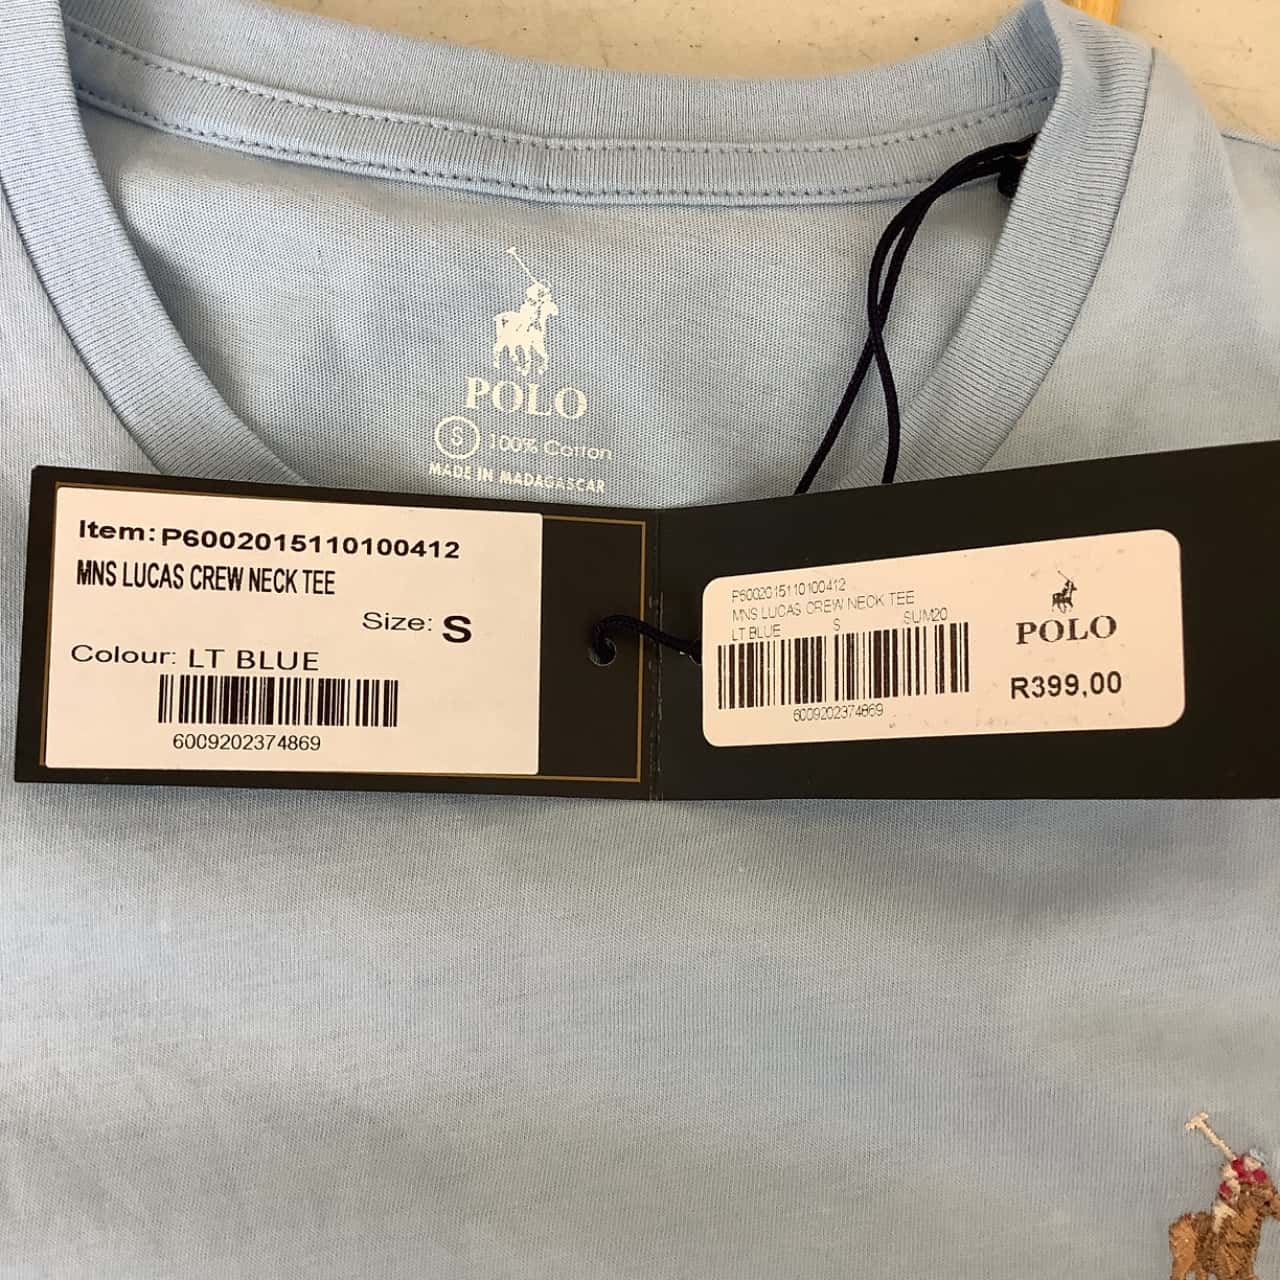 POLO
S 100% Cotton
MADE IN MADAGASCAR
Item: P6002015110100412
MNS LUCAS CREW NECK TEE
Size: S
Colour: LT BLUE
6009202374869
P6002015110100412
MNS LUCAS CREW NECK TEE
LT BLUE S SUM20
6009202374869
POLO
R399,00